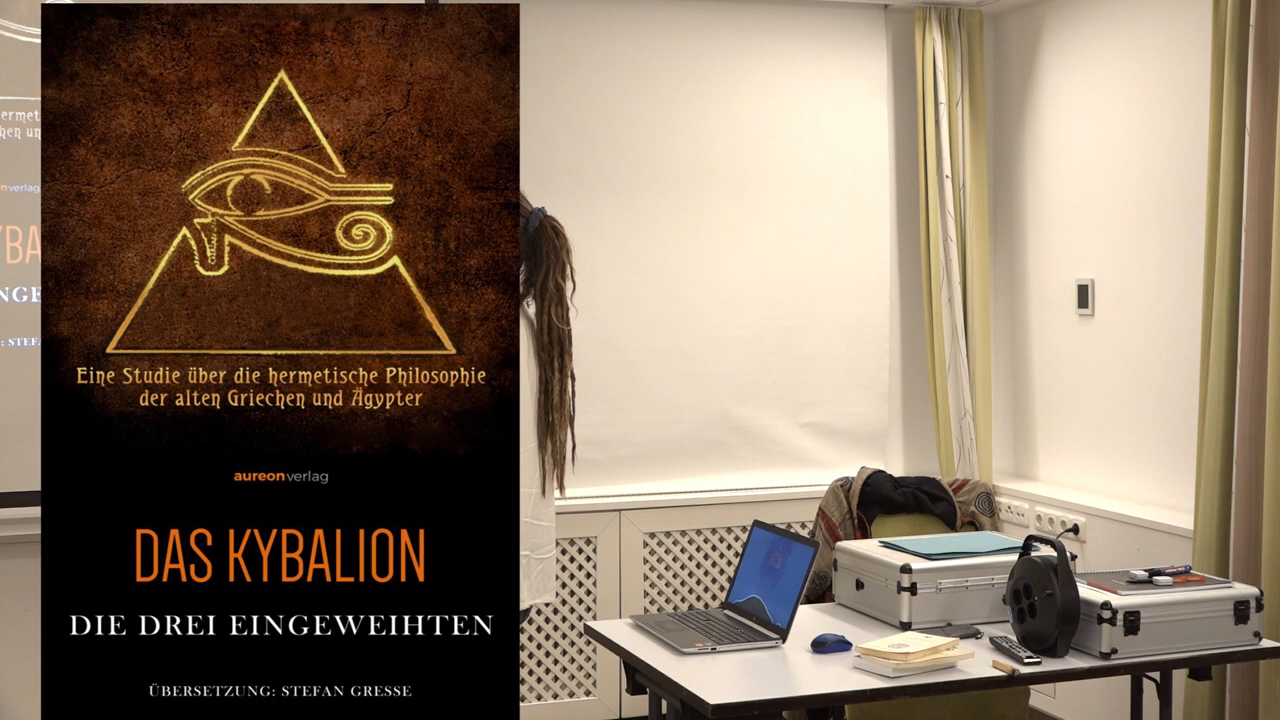 Eine Studie über die hermetische Philosophie
der alten Griechen und Ägypter
aureonverlag
DAS KYBALION
DIE DREI EINGEWEIHTEN
ÜBERSETZUNG: STEFAN GRESSE